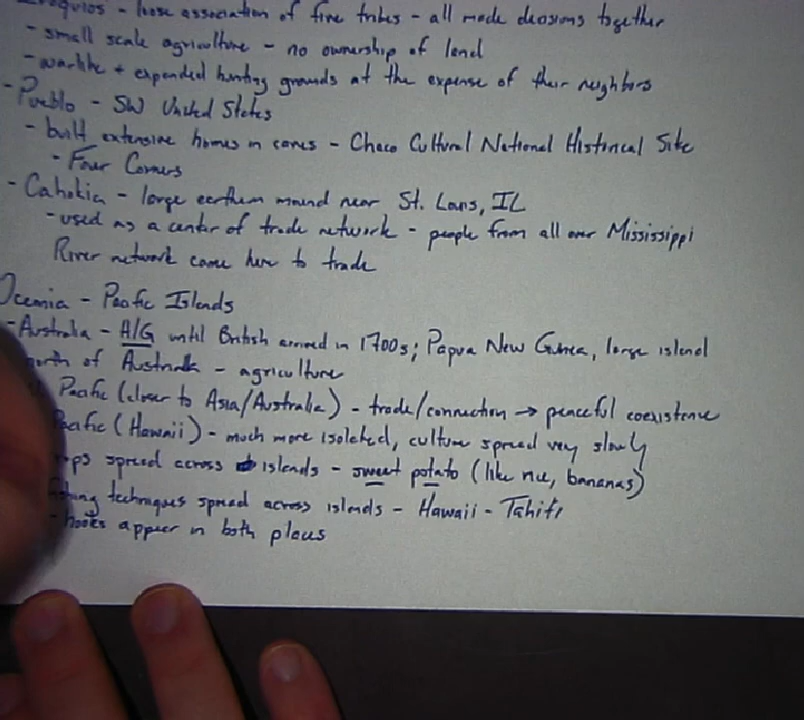 - loose association of five tribes - all made decisions together
- small scale agriculture - no ownership of land
- warlike + expanded hunting grounds at the expense of their neighbors
- Pueblo - SW United States
- built extensive homes in caves - Chaco Cultural National Historical Site
- Four Corners
- Cahokia - large earthen mound near St. Louis, IL
- used as a center of trade network - people from all over Mississippi
River network come here to trade
Oceania - Pacific Islands
- Australia - H/G until British arrived in 1700s; Papua New Guinea, large island
north of Australia - agriculture
Pacific (closer to Asia/Australia) - trade/connection → peaceful coexistence
Pacific (Hawaii) - much more isolated, culture spread very slowly
spread across islands - sweet potato (like rice, bananas)
techniques spread across islands - Hawaii - Tahiti
- hooks appear in both places